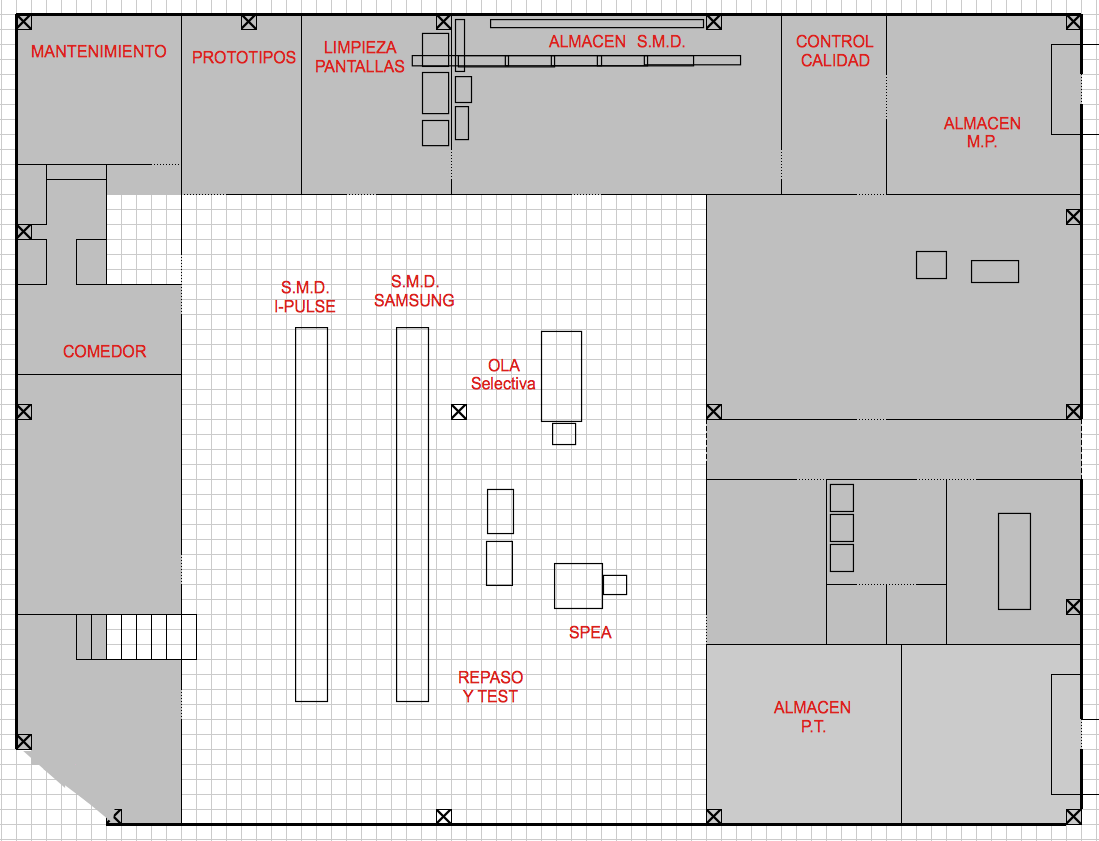 MANTENIMIENTO
PROTOTIPOS
LIMPIEZA
PANTALLAS
ALMACEN S.M.D.
CONTROL
CALIDAD
ALMACEN
M.P.
S.M.D.
I-PULSE
S.M.D.
SAMSUNG
COMEDOR
OLA
Selectiva
SPEA
REPASO
Y TEST
ALMACEN
P.T.